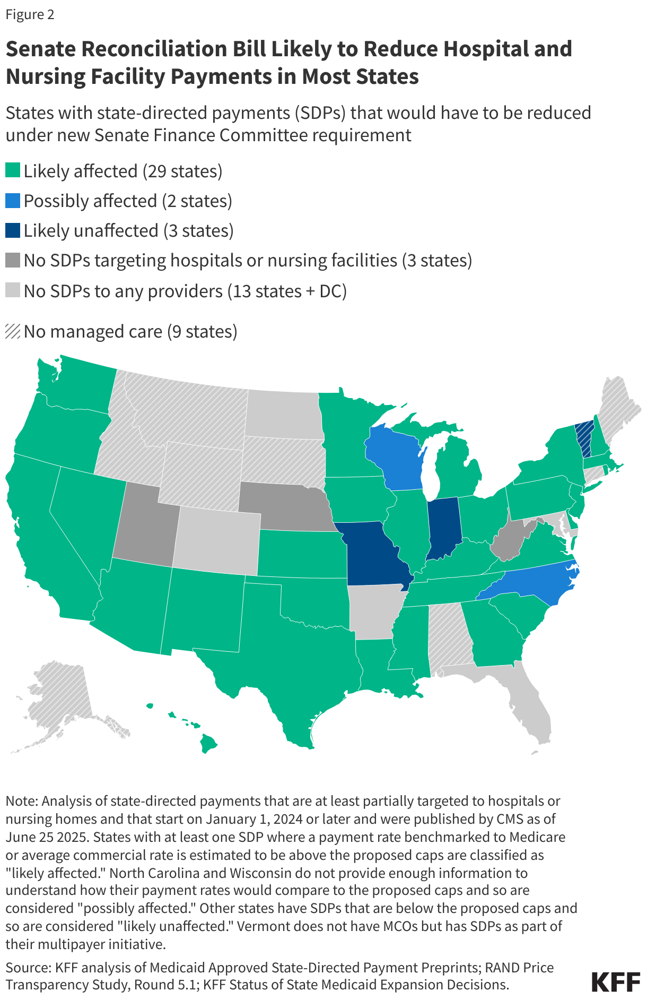 Figure 2
Senate Reconciliation Bill Likely to Reduce Hospital and
Nursing Facility Payments in Most States
States with state-directed payments (SDPs) that would have to be reduced
under new Senate Finance Committee requirement
Likely affected (29 states)
Possibly affected (2 states)
Likely unaffected (3 states)
No SDPs targeting hospitals or nursing facilities (3 states)
No SDPs to any providers (13 states + DC)
No managed care (9 states)
Note: Analysis of state-directed payments that are at least partially targeted to hospitals or
nursing homes and that start on January 1, 2024 or later and were published by CMS as of
June 25 2025. States with at least one SDP where a payment rate benchmarked to Medicare
or average commercial rate is estimated to be above the proposed caps are classified as
"likely affected." North Carolina and Wisconsin do not provide enough information to
understand how their payment rates would compare to the proposed caps and so are
considered "possibly affected." Other states have SDPs that are below the proposed caps and
so are considered "likely unaffected." Vermont does not have MCOs but has SDPs as part of
their multipayer initiative.
Source: KFF analysis of Medicaid Approved State-Directed Payment Preprints; RAND Price
Transparency Study, Round 5.1; KFF Status of State Medicaid Expansion Decisions.
KFF